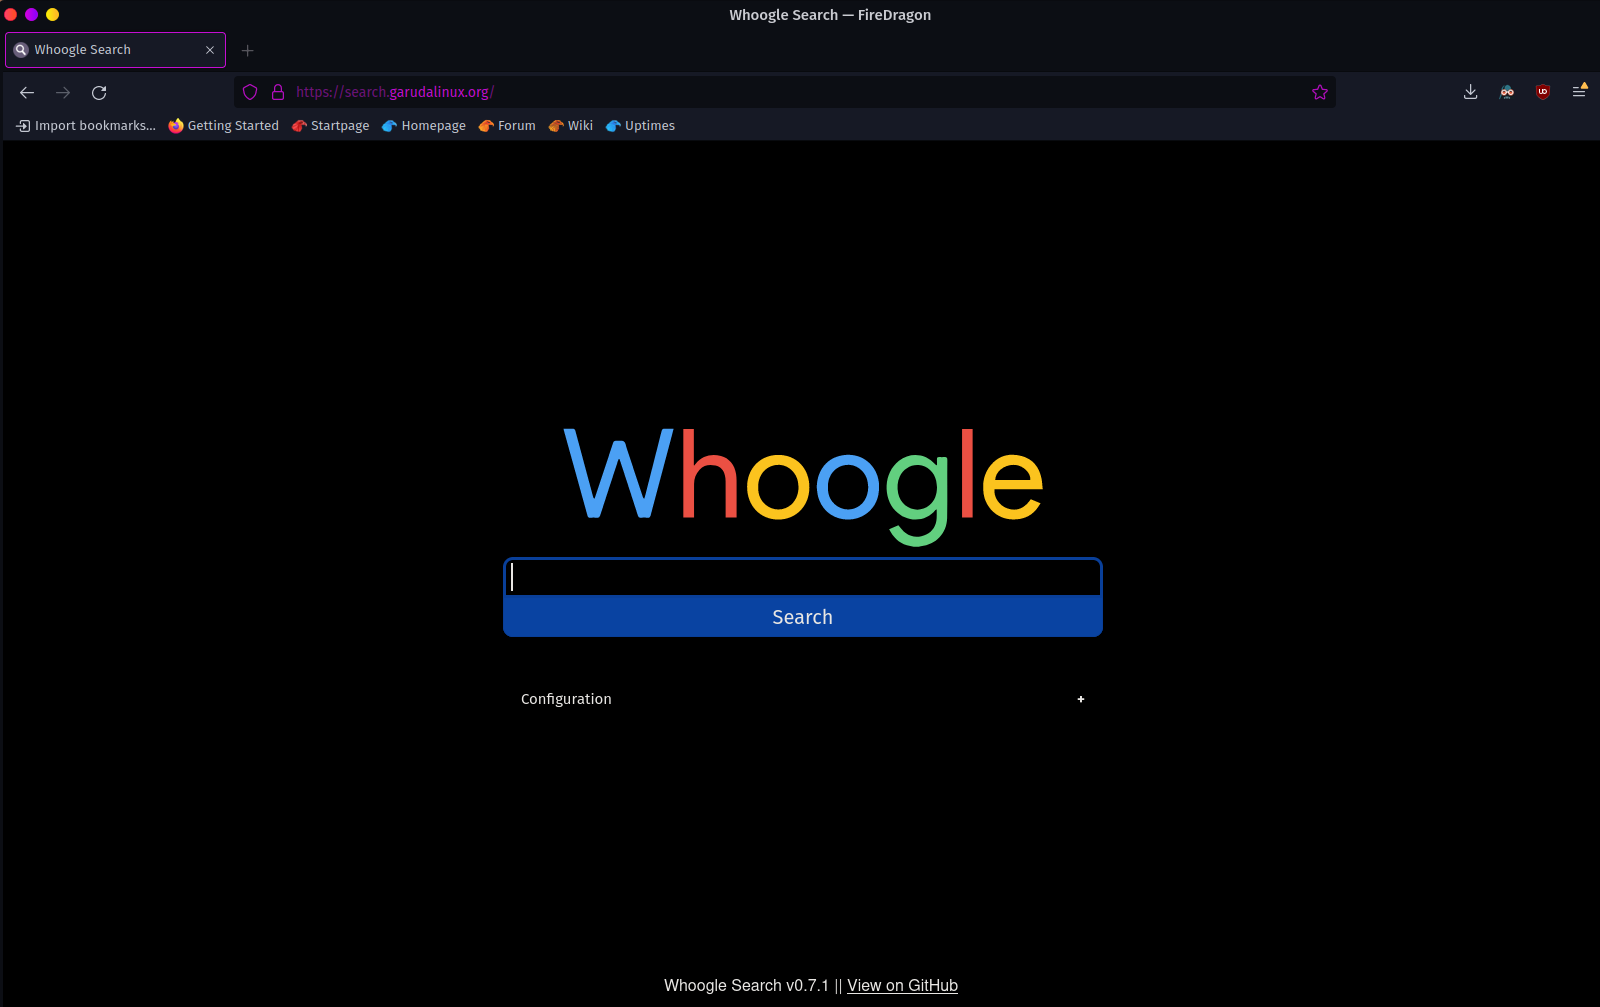 Whoogle Search — FireDragon
Whoogle Search
https://search.garudalinux.org/
Import bookmarks... Getting Started Startpage Homepage Forum Wiki Uptimes
Whoogle
Search
Configuration +
Whoogle Search v0.7.1 || View on GitHub